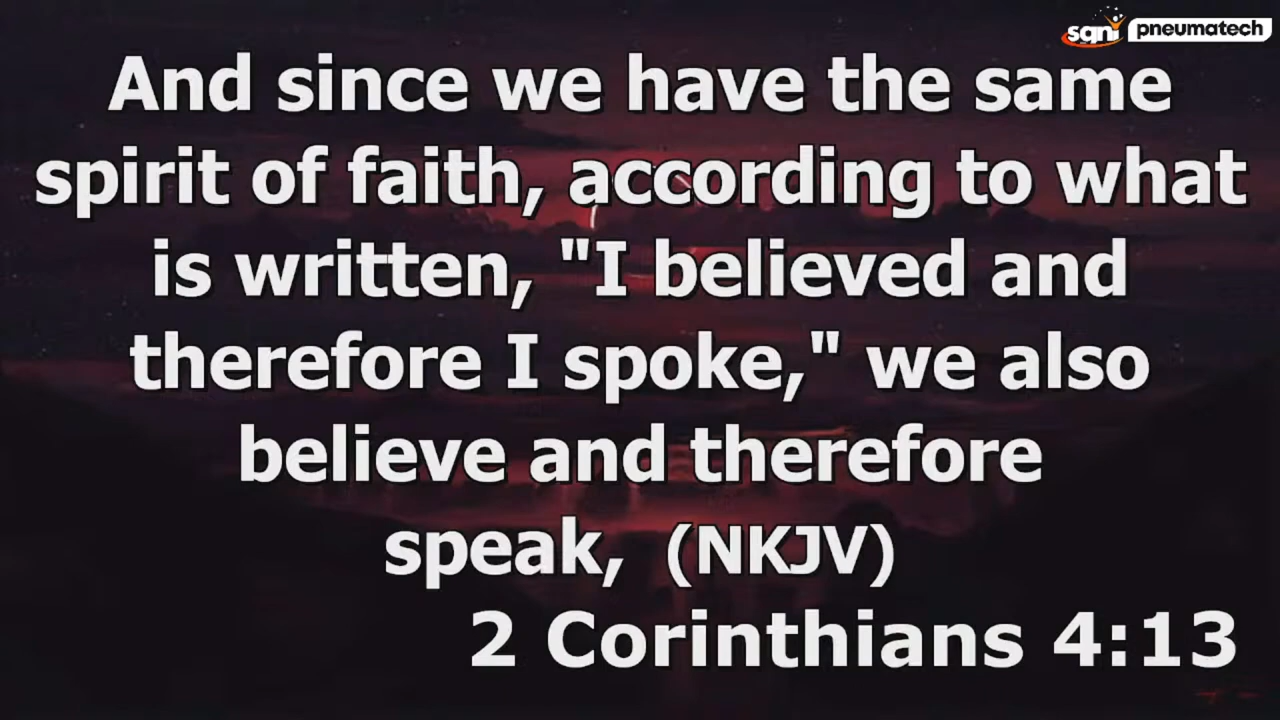 sqni pneumatech
And since we have the same
spirit of faith, according to what
is written, "I believed and
therefore I spoke," we also
believe and therefore
speak, (NKJV)
2 Corinthians 4:13